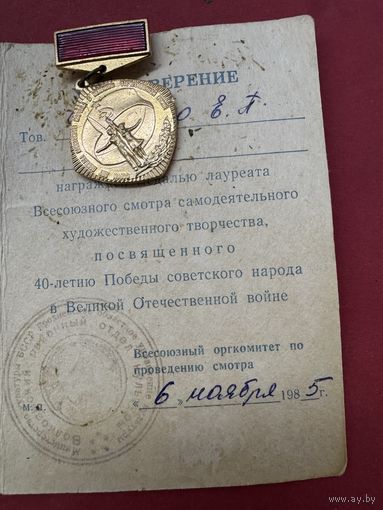 ВЕРЕНИЕ
О Е. П.
Тов.
медалью лауреата
Всесоюзного смотра самодеятельного
художественного творчества,
посвященного
40-летию Победы советского народа
в Великой Отечественной войне
Всесоюзный оргкомитет по
проведению смотра
м. п. „6„ ноября 1985 г.
www.ay.by